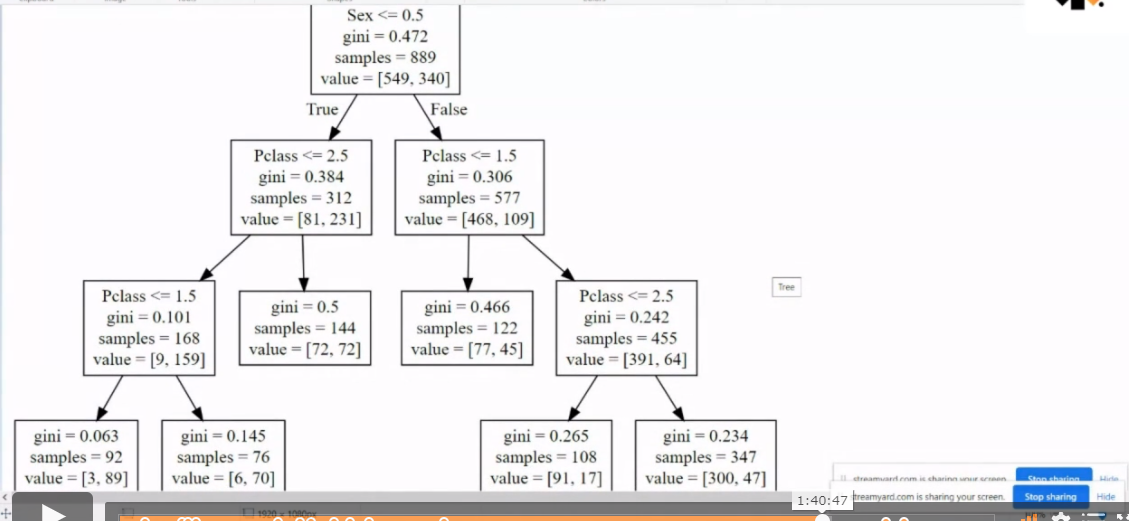 Sex <= 0.5
gini = 0.472
samples = 889
value = [549, 340]
True
False
Pclass <= 2.5
gini = 0.384
samples = 312
value = [81, 231]
Pclass <= 1.5
gini = 0.306
samples = 577
value = [468, 109]
Pclass <= 1.5
gini = 0.101
samples = 168
value = [9, 159]
gini = 0.5
samples = 144
value = [72, 72]
gini = 0.466
samples = 122
value = [77, 45]
Pclass <= 2.5
gini = 0.242
samples = 455
value = [391, 64]
Tree
gini = 0.063
samples = 92
value = [3, 89]
gini = 0.145
samples = 76
value = [6, 70]
gini = 0.265
samples = 108
value = [91, 17]
gini = 0.234
samples = 347
value = [300, 47]
streamyard.com is sharing your screen. Stop sharing Hide
streamyard.com is sharing your screen. Stop sharing Hide
1:40:47
1920 × 1080px